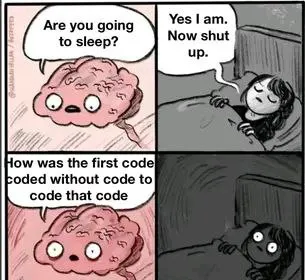 Are you going
to sleep?
Yes I am.
Now shut
up.
How was the first code
coded without code to
code that code